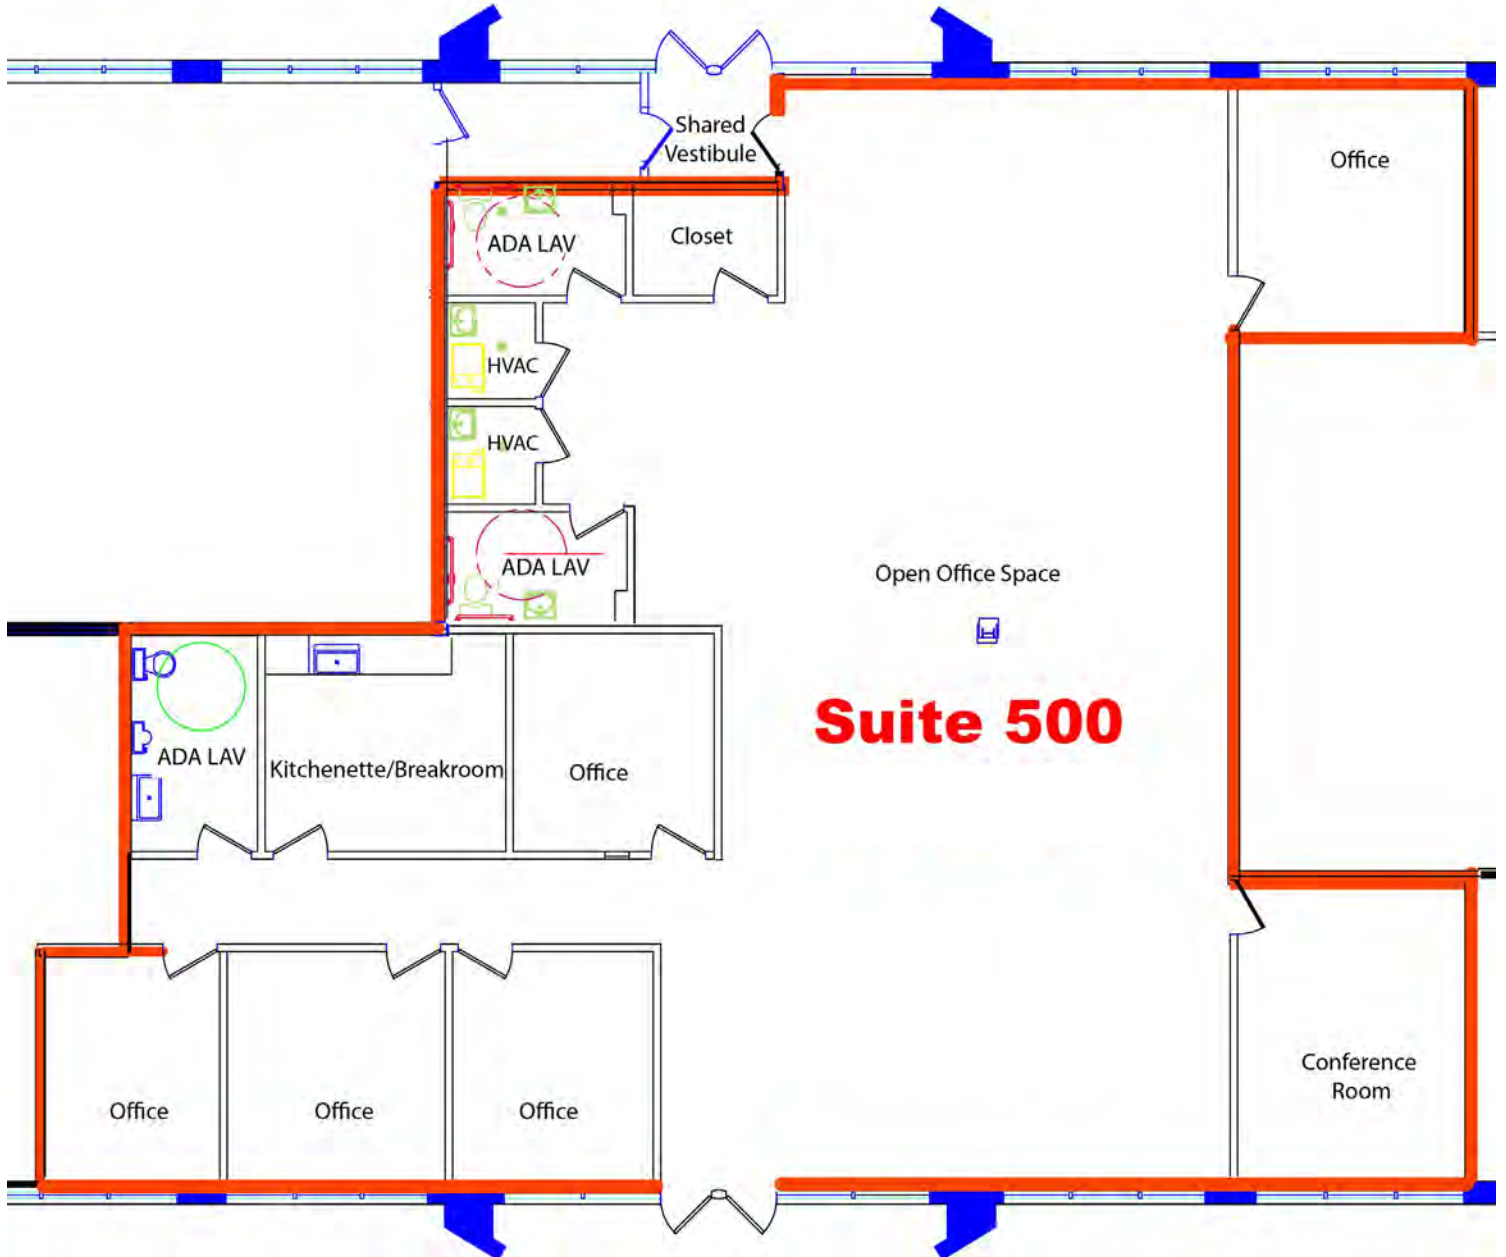 Shared
Vestibule
Office
ADA LAV
Closet
HVAC
HVAC
ADA LAV
Open Office Space
Suite 500
ADA LAV
Kitchenette/Breakroom
Office
Conference
Room
Office
Office
Office